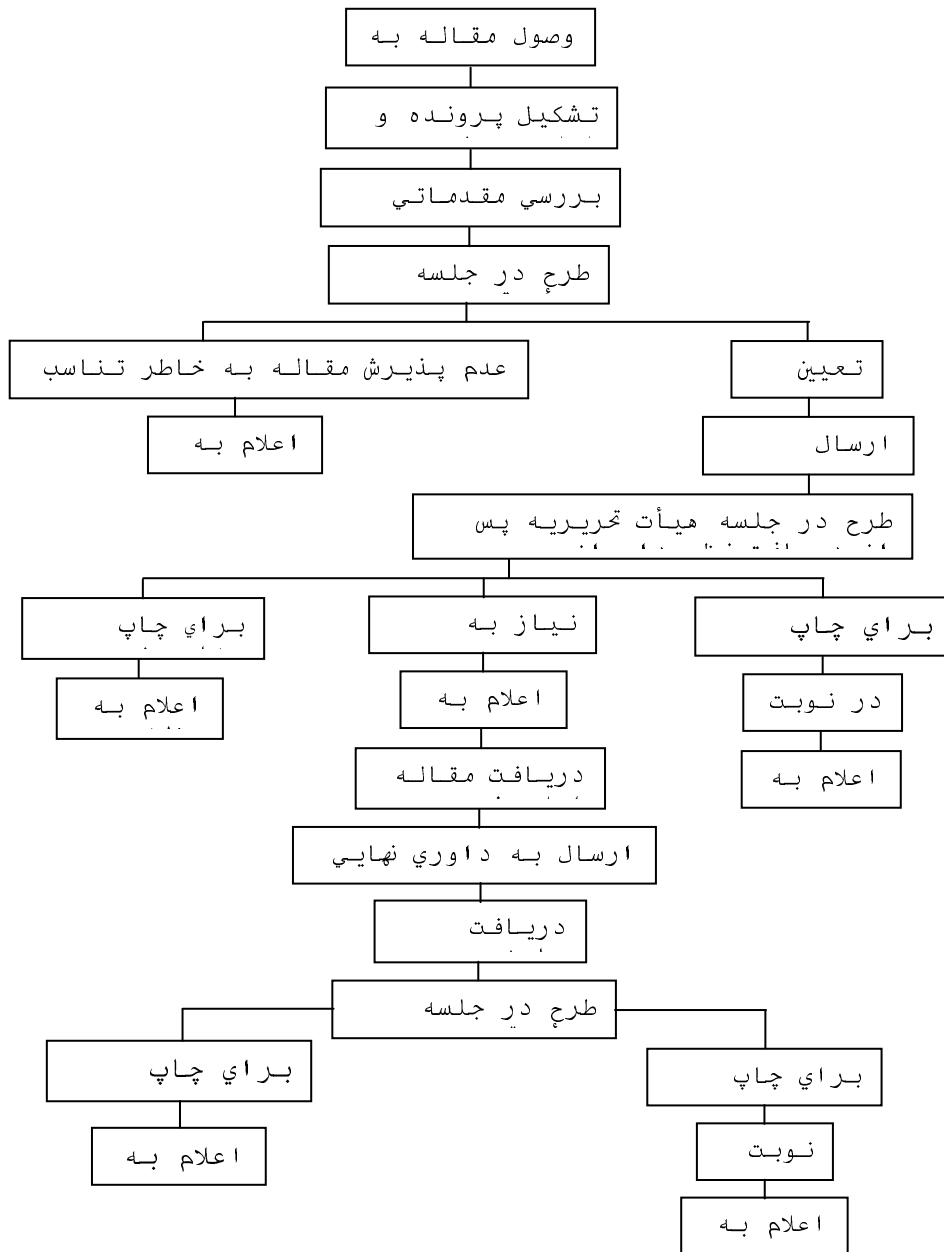 وصول مقاله به
تشكيل پرونده و
بررسي مقدماتي
طرح در جلسه
عدم پذيرش مقاله به خاطر تناسب
تعيين
اعلام به
ارسال
طرح در جلسه هيأت تحريريه پس
براي چاپ
نياز به
براي چاپ
اعلام به
اعلام به
در نوبت
دريافت مقاله
اعلام به
ارسال به داوري نهايي
دريافت
طرح در جلسه
براي چاپ
براي چاپ
اعلام به
نوبت
اعلام به